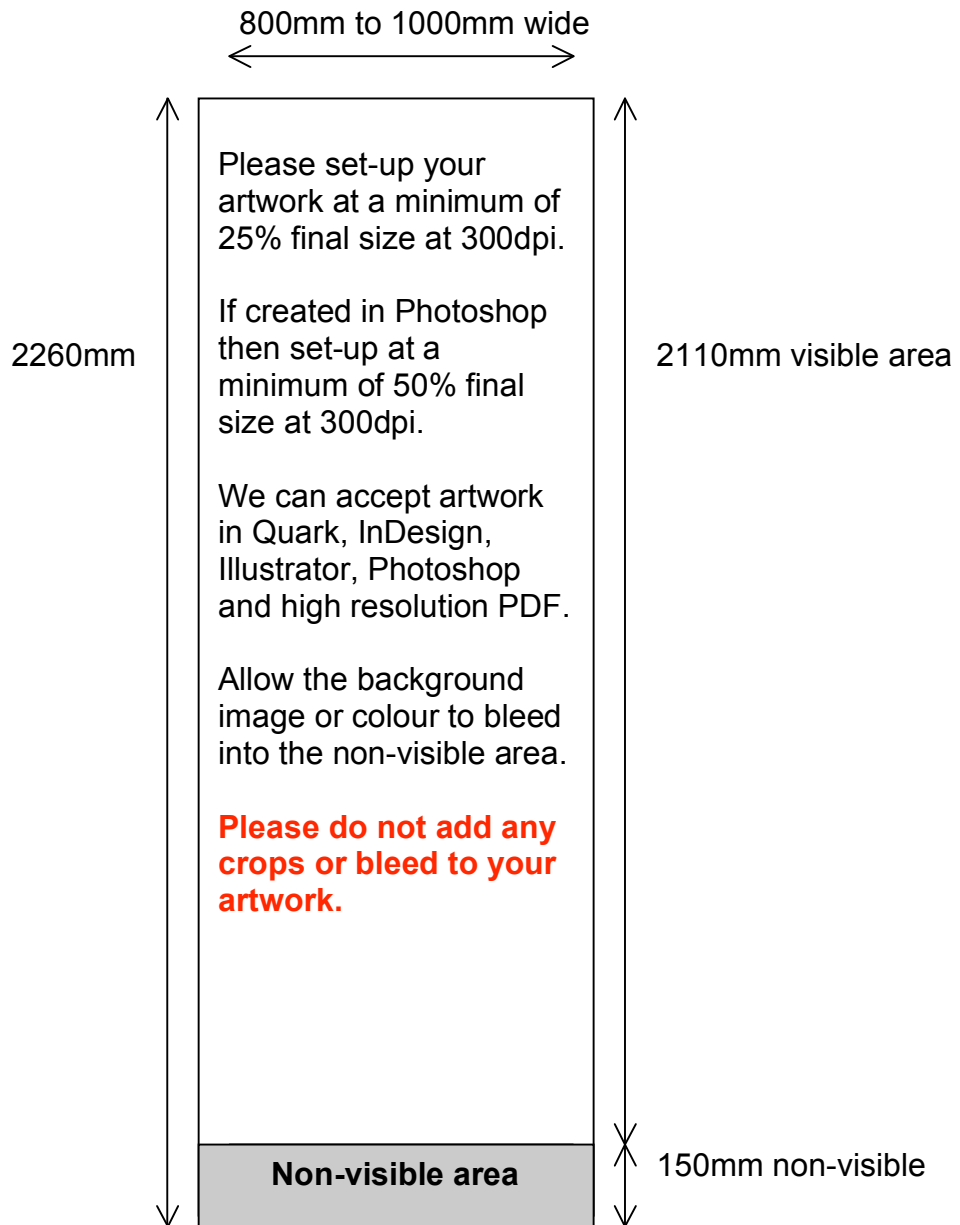 800mm to 1000mm wide
Please set-up your
artwork at a minimum of
25% final size at 300dpi.
If created in Photoshop
then set-up at a
minimum of 50% final
size at 300dpi.
2260mm
2110mm visible area
We can accept artwork
in Quark, InDesign,
Illustrator, Photoshop
and high resolution PDF.
Allow the background
image or colour to bleed
into the non-visible area.
Please do not add any
crops or bleed to your
artwork.
Non-visible area
150mm non-visible